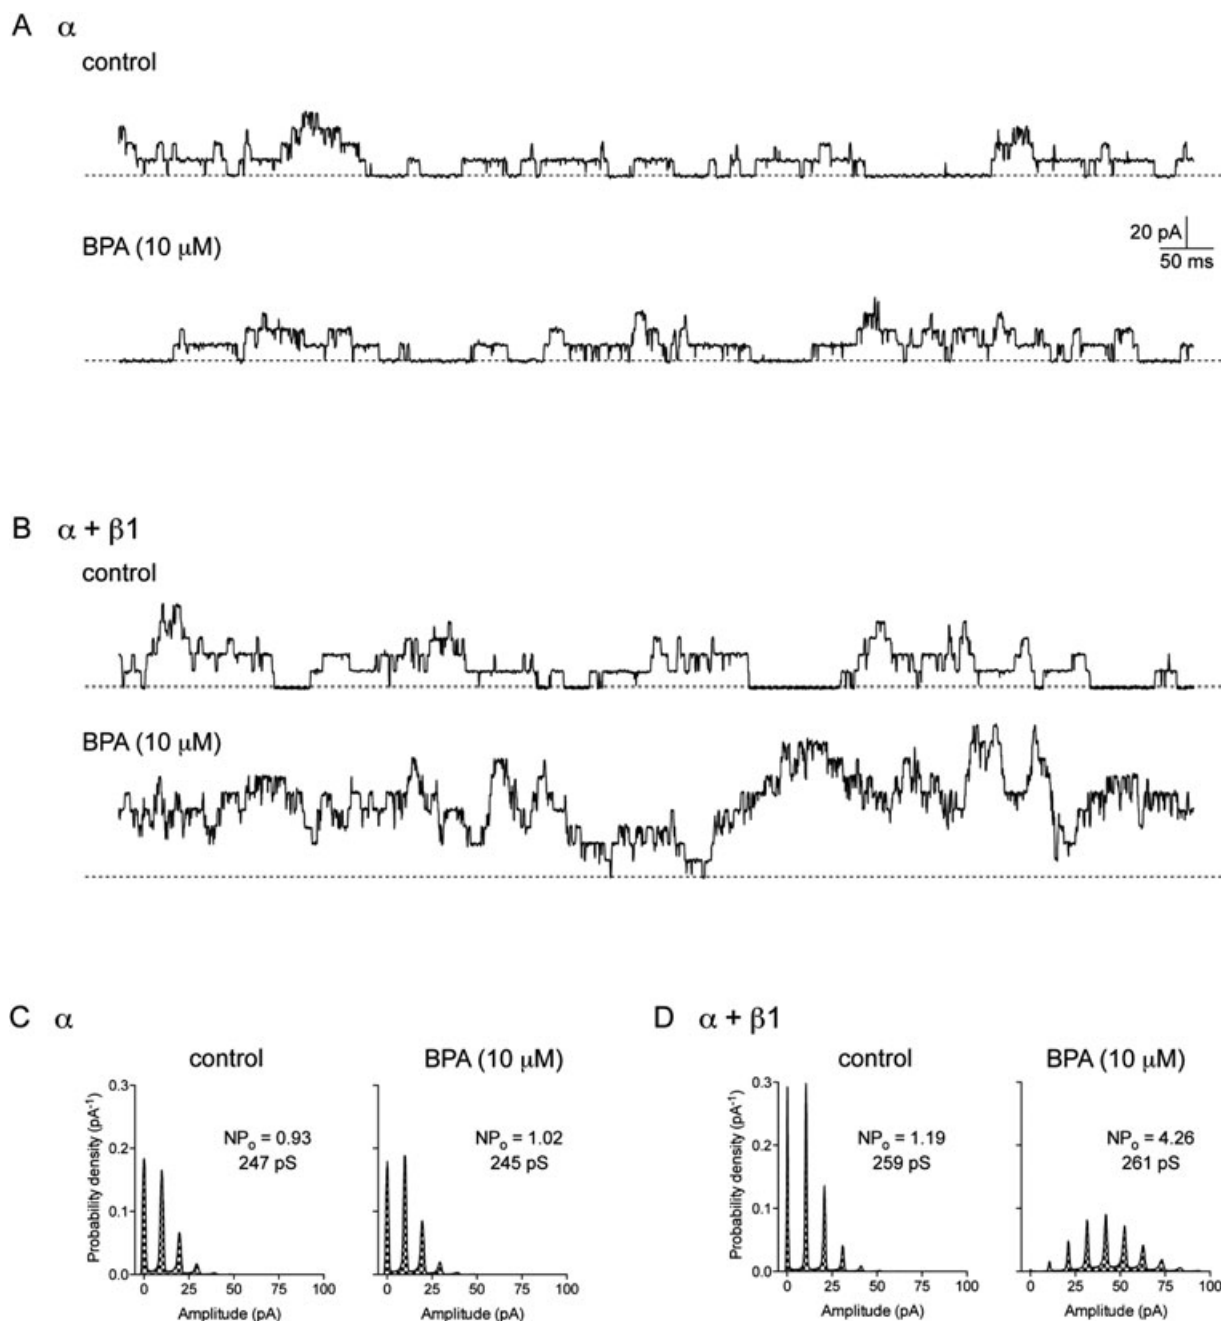 A α
control
BPA (10 μM)
20 pA
50 ms
B α + β1
control
BPA (10 μM)
C α
control
BPA (10 μM)
Probability density (pA⁻¹)
0.3
0.2
0.1
0.0
NPₒ = 0.93
247 pS
NPₒ = 1.02
245 pS
0 25 50 75 100
Amplitude (pA)
0 25 50 75 100
Amplitude (pA)
D α + β1
control
BPA (10 μM)
Probability density (pA⁻¹)
0.3
0.2
0.1
0.0
NPₒ = 1.19
259 pS
NPₒ = 4.26
261 pS
0 25 50 75 100
Amplitude (pA)
0 25 50 75 100
Amplitude (pA)